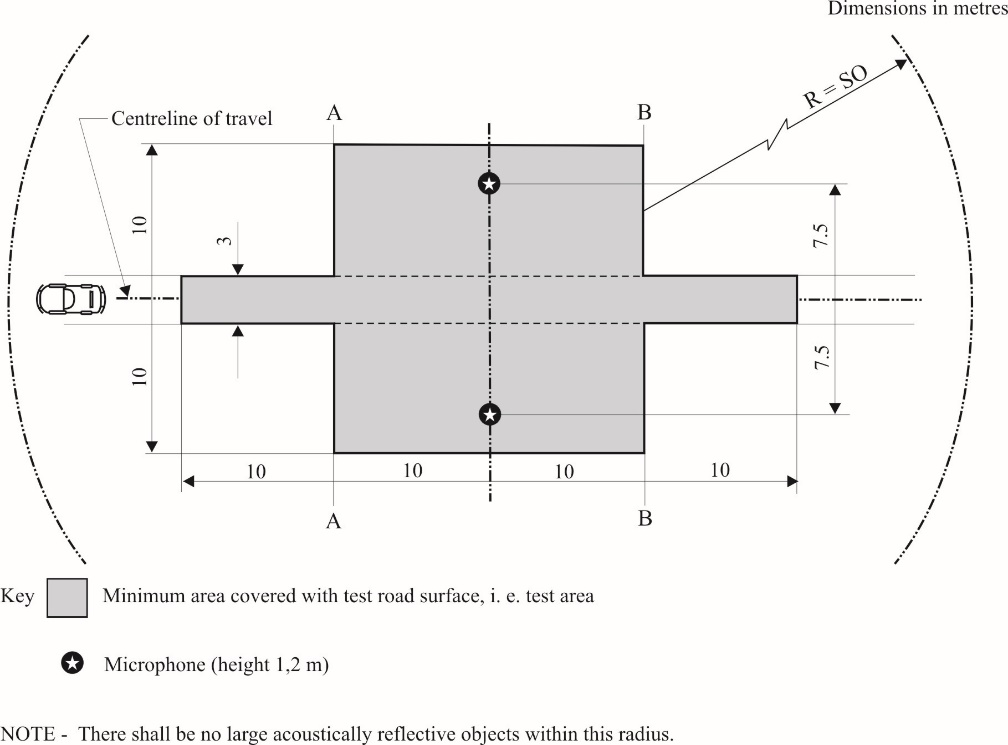 Dimensions in metres
R = SO
Centreline of travel
A
B
10
3
7.5
10
7.5
10
10
10
10
A
B
Key
Minimum area covered with test road surface, i. e. test area
Microphone (height 1,2 m)
NOTE - There shall be no large acoustically reflective objects within this radius.